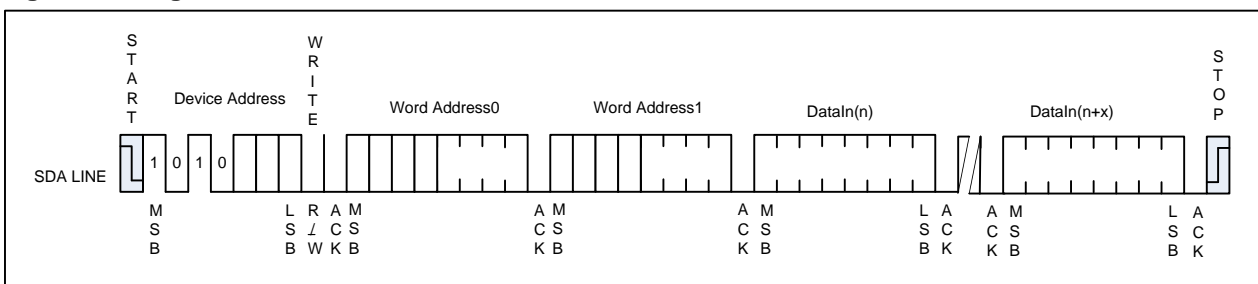 START
WRITE
STOP
Device Address
Word Address0
Word Address1
DataIn(n)
DataIn(n+x)
SDA LINE
1 0 1 0
MSB
LSB
R/W
ACK
MSB
ACK
MSB
ACK
MSB
LSB
ACK
ACK
MSB
LSB
ACK